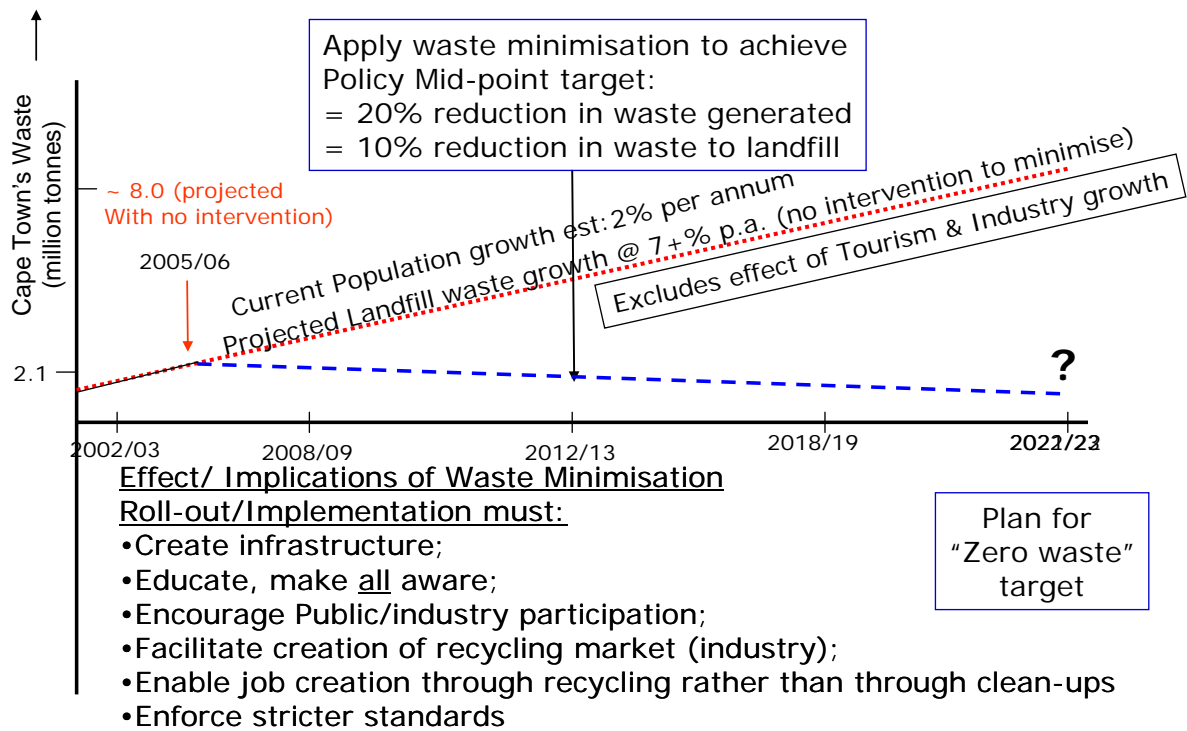 Apply waste minimisation to achieve
Policy Mid-point target:
= 20% reduction in waste generated
= 10% reduction in waste to landfill
Cape Town's Waste
(million tonnes)
~ 8.0 (projected
With no intervention)
2005/06
Current Population growth est: 2% per annum
Projected Landfill waste growth @ 7+% p.a. (no intervention to minimise)
Excludes effect of Tourism & Industry growth
2.1
?
2002/03
2008/09
2012/13
2018/19
Effect/ Implications of Waste Minimisation
Roll-out/Implementation must:
•Create infrastructure;
•Educate, make all aware;
•Encourage Public/industry participation;
•Facilitate creation of recycling market (industry);
•Enable job creation through recycling rather than through clean-ups
•Enforce stricter standards
Plan for
“Zero waste”
target